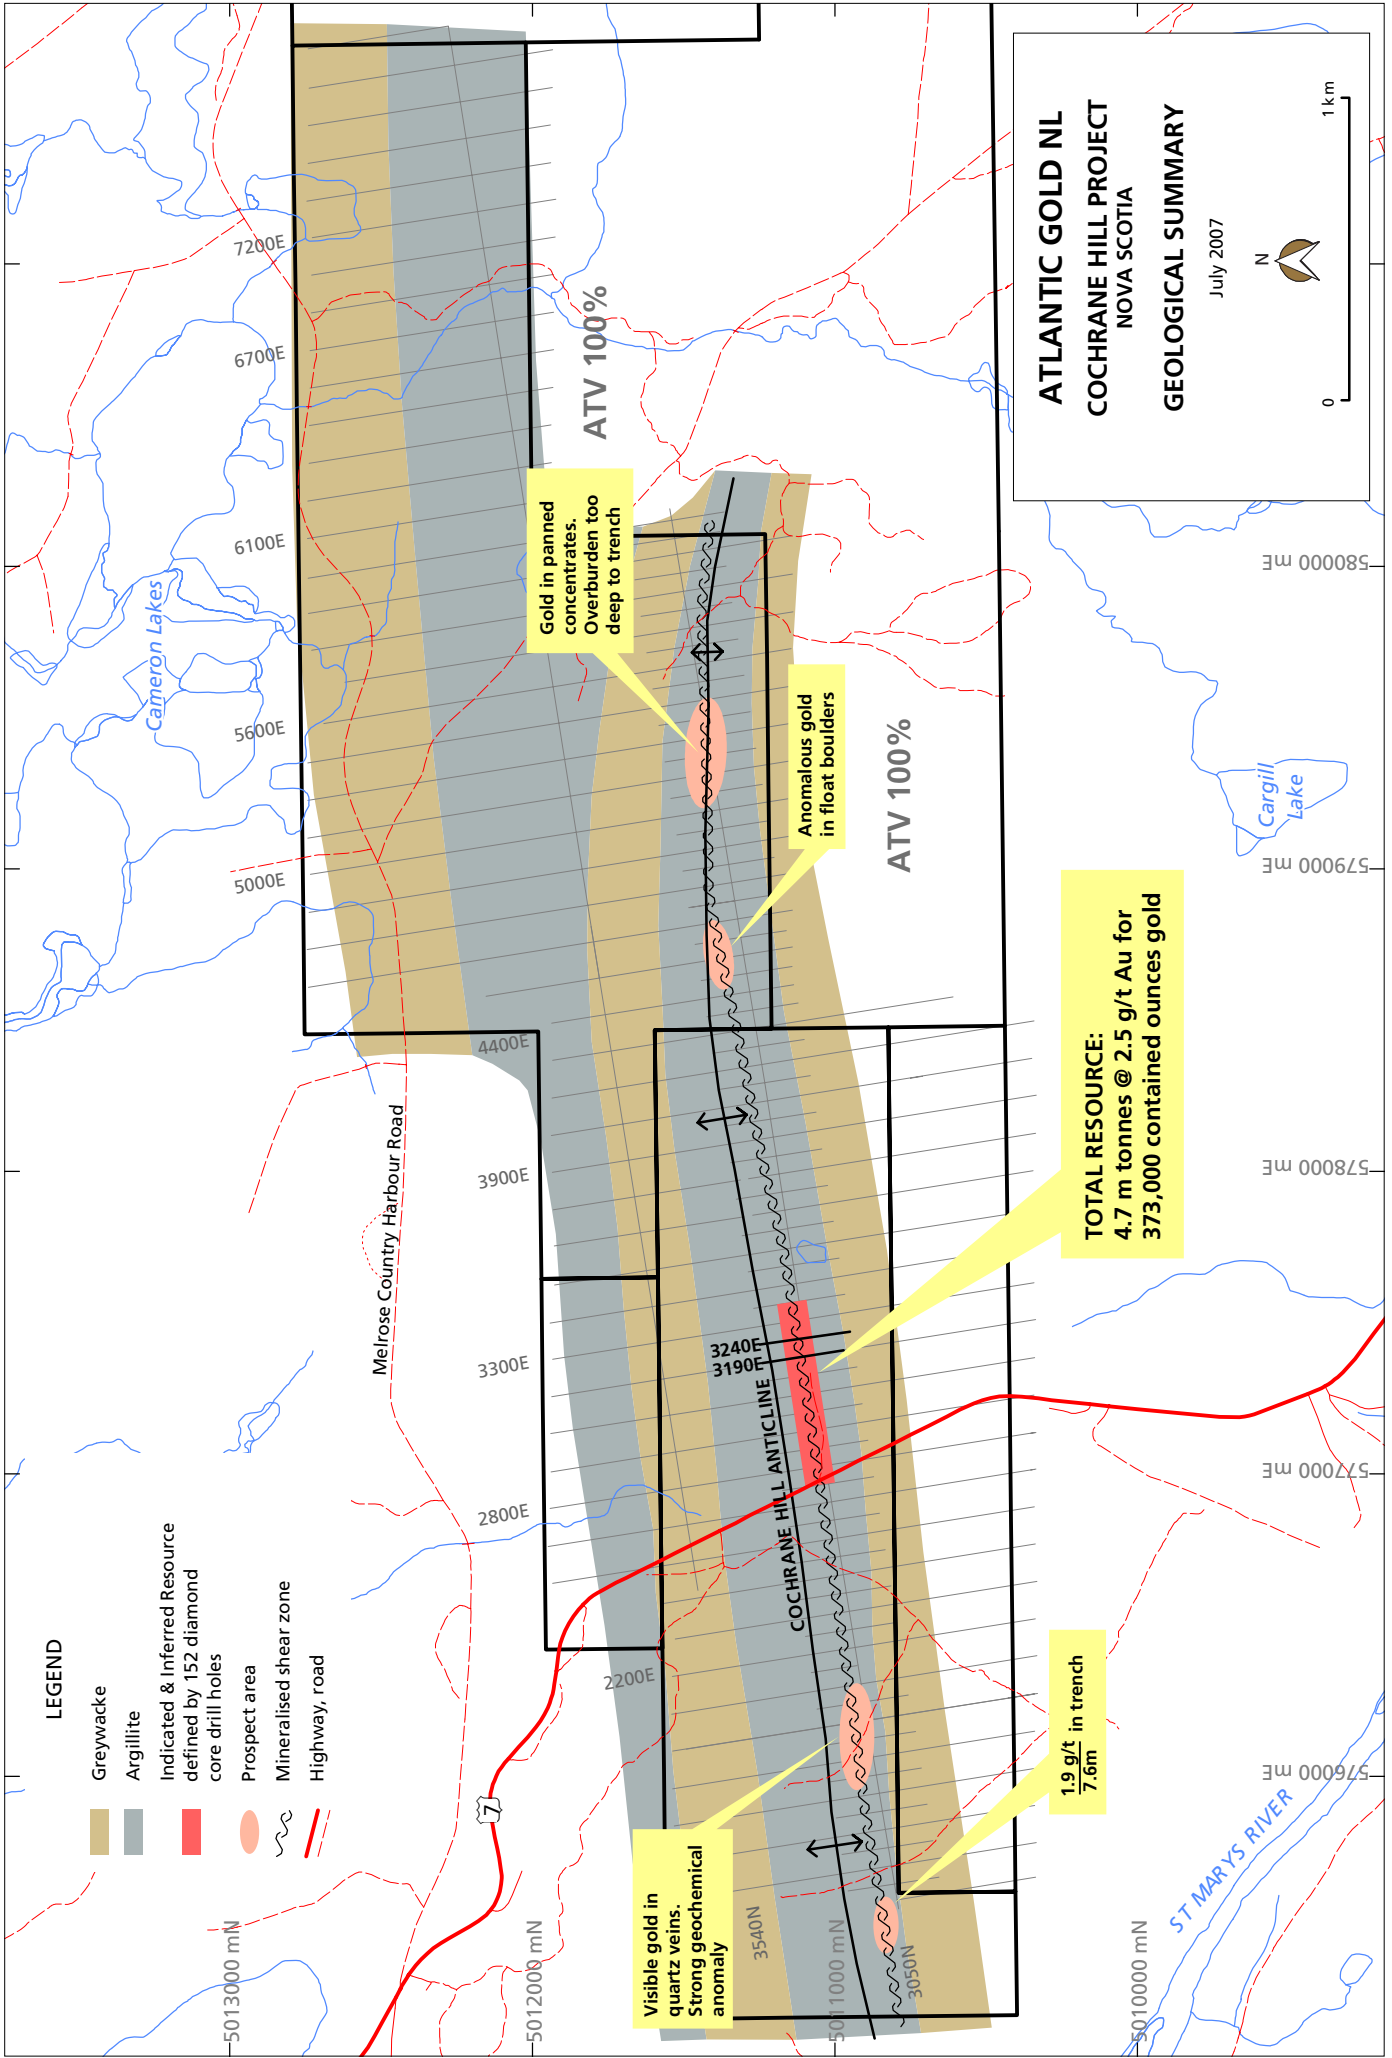 LEGEND
Greywacke
Argillite
Indicated & Inferred Resource
defined by 152 diamond
core drill holes
Prospect area
Mineralised shear zone
Highway, road
Melrose Country Harbour Road
Cameron Lakes
7
5000E
5600E
6100E
6700E
7200E
2200E
2800E
3300E
3900E
4400E
ATV 100%
Gold in panned
concentrates.
Overburden too
deep to trench
Visible gold in
quartz veins.
Strong geochemical
anomaly
3540N
3050N
COCHRANE HILL ANTICLINE
3190E
3240E
Anomalous gold
in float boulders
ATV 100%
1.9 g/t
7.6m
in trench
TOTAL RESOURCE:
4.7 m tonnes @ 2.5 g/t Au for
373,000 contained ounces gold
ST MARYS RIVER
Cargill
Lake
5013000 mN
5012000 mN
5011000 mN
5010000 mN
576000 mE
577000 mE
578000 mE
579000 mE
580000 mE
ATLANTIC GOLD NL
COCHRANE HILL PROJECT
NOVA SCOTIA
GEOLOGICAL SUMMARY
July 2007
N
0
1km